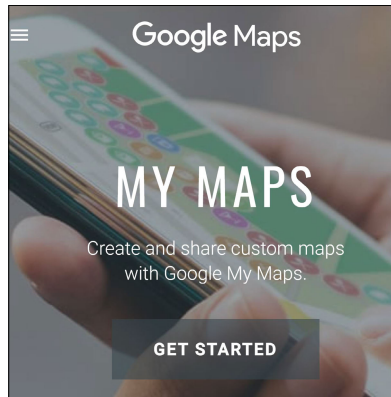 Google Maps
MY MAPS
Create and share custom maps
with Google My Maps.
GET STARTED